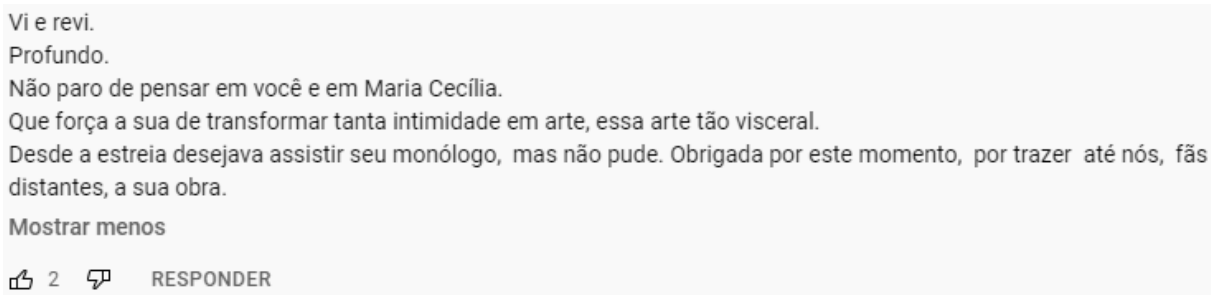 Vi e revi.
Profundo.
Não paro de pensar em você e em Maria Cecília.
Que força a sua de transformar tanta intimidade em arte, essa arte tão visceral.
Desde a estreia desejava assistir seu monólogo, mas não pude. Obrigada por este momento, por trazer até nós, fãs
distantes, a sua obra.
Mostrar menos
2 RESPONDER